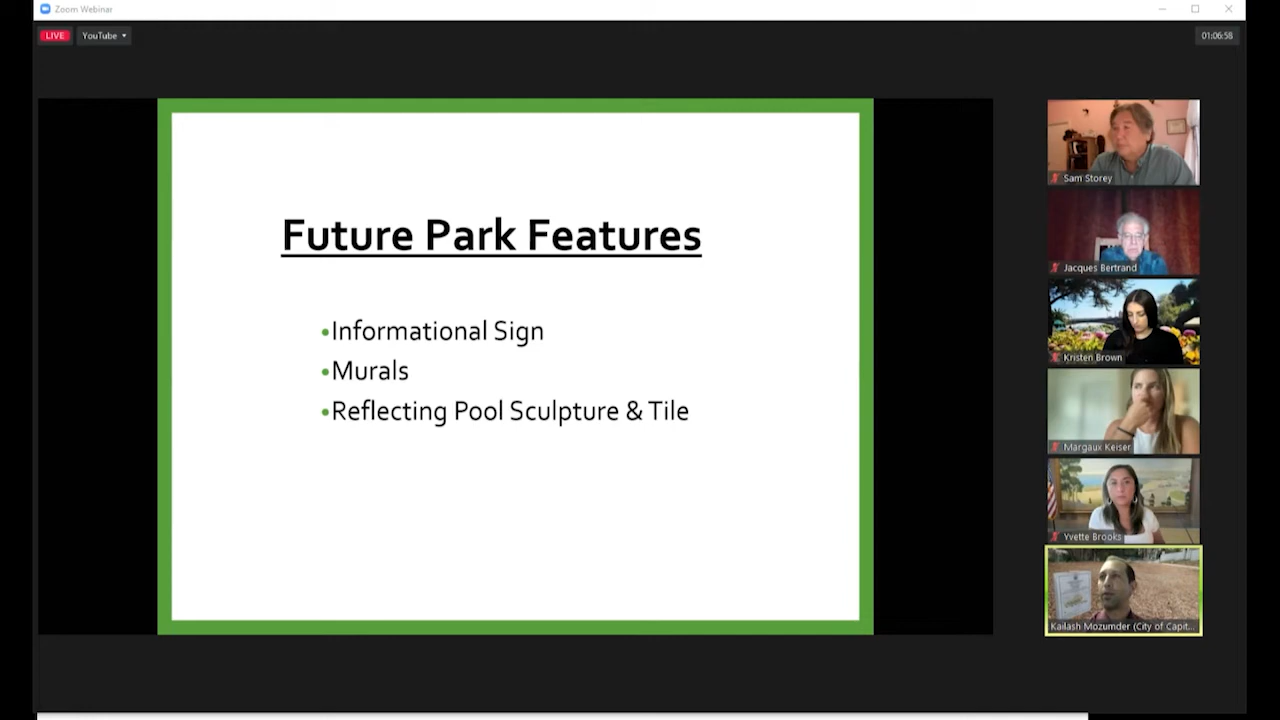 Zoom Webinar
LIVE
YouTube
01:06:58
Future Park Features
•Informational Sign
•Murals
•Reflecting Pool Sculpture & Tile
Sam Storey
Jacques Bertrand
Kristen Brown
Margaux Keiser
Yvette Brooks
Kailash Mozumder (City of Capit...